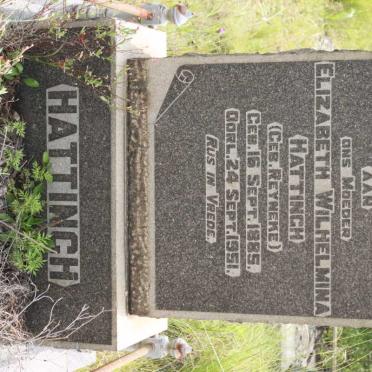 AAN
ONS MOEDER
ELIZABETH WILHELMINA
HATTINGH
(GEB REYNEKE)
GEB. 16 SEPT. 1885.
OORL. 24 SEPT. 1951.
RUS IN VREDE.
HATTINGH